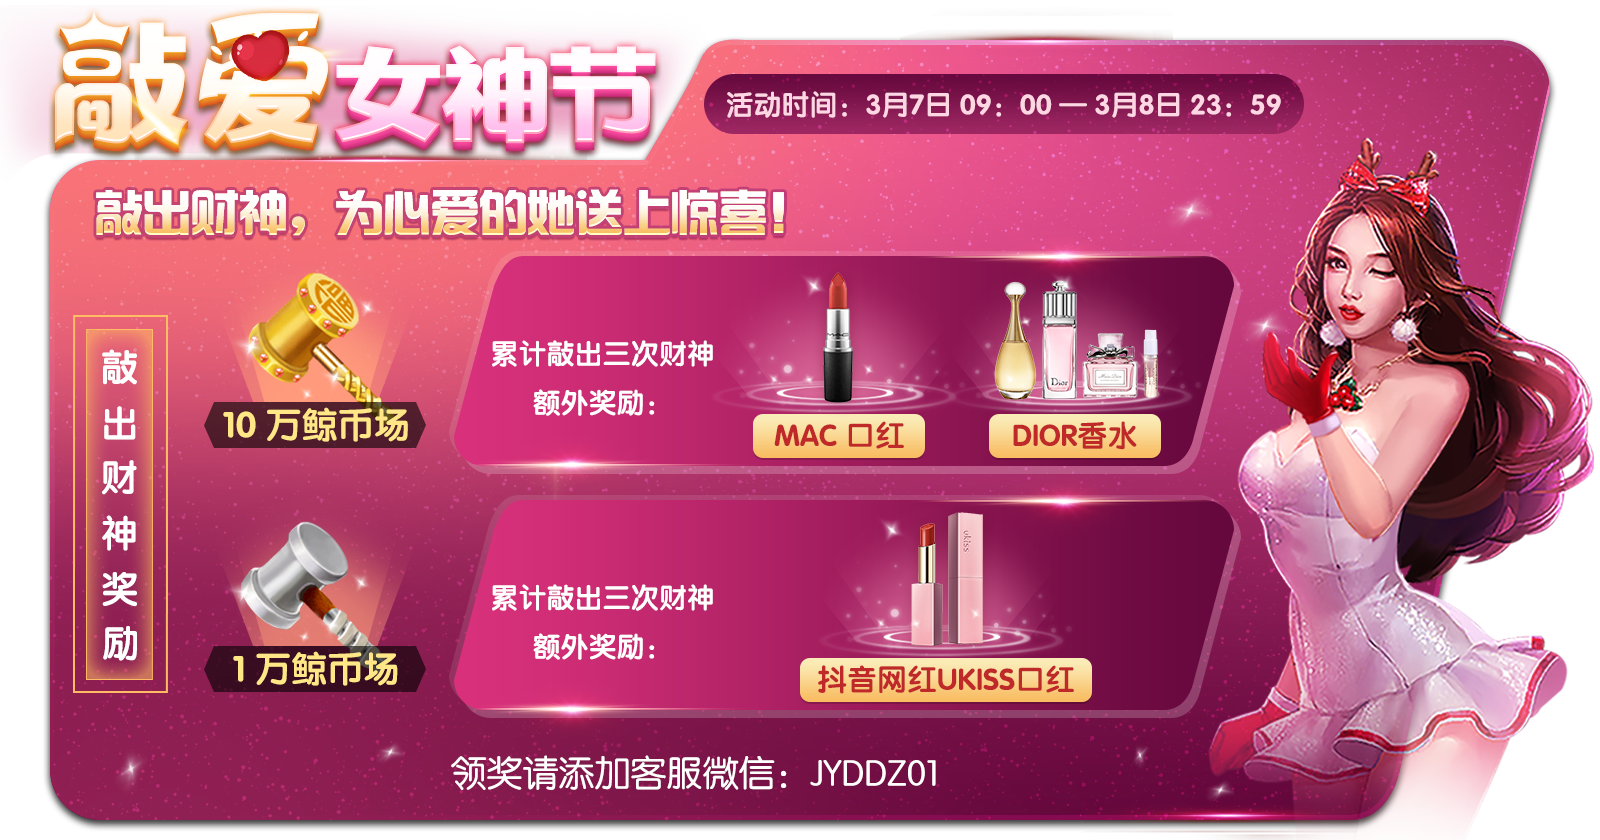 敲爱女神节
活动时间：3月7日 09：00 — 3月8日 23：59
敲出财神，为心爱的她送上惊喜！
敲出财神奖励
10 万鲸币场
累计敲出三次财神
额外奖励：
MAC
Dior
Miss Dior
MAC 口红
DIOR香水
1 万鲸币场
累计敲出三次财神
额外奖励：
ukiss
抖音网红UKISS口红
领奖请添加客服微信：JYDDZ01